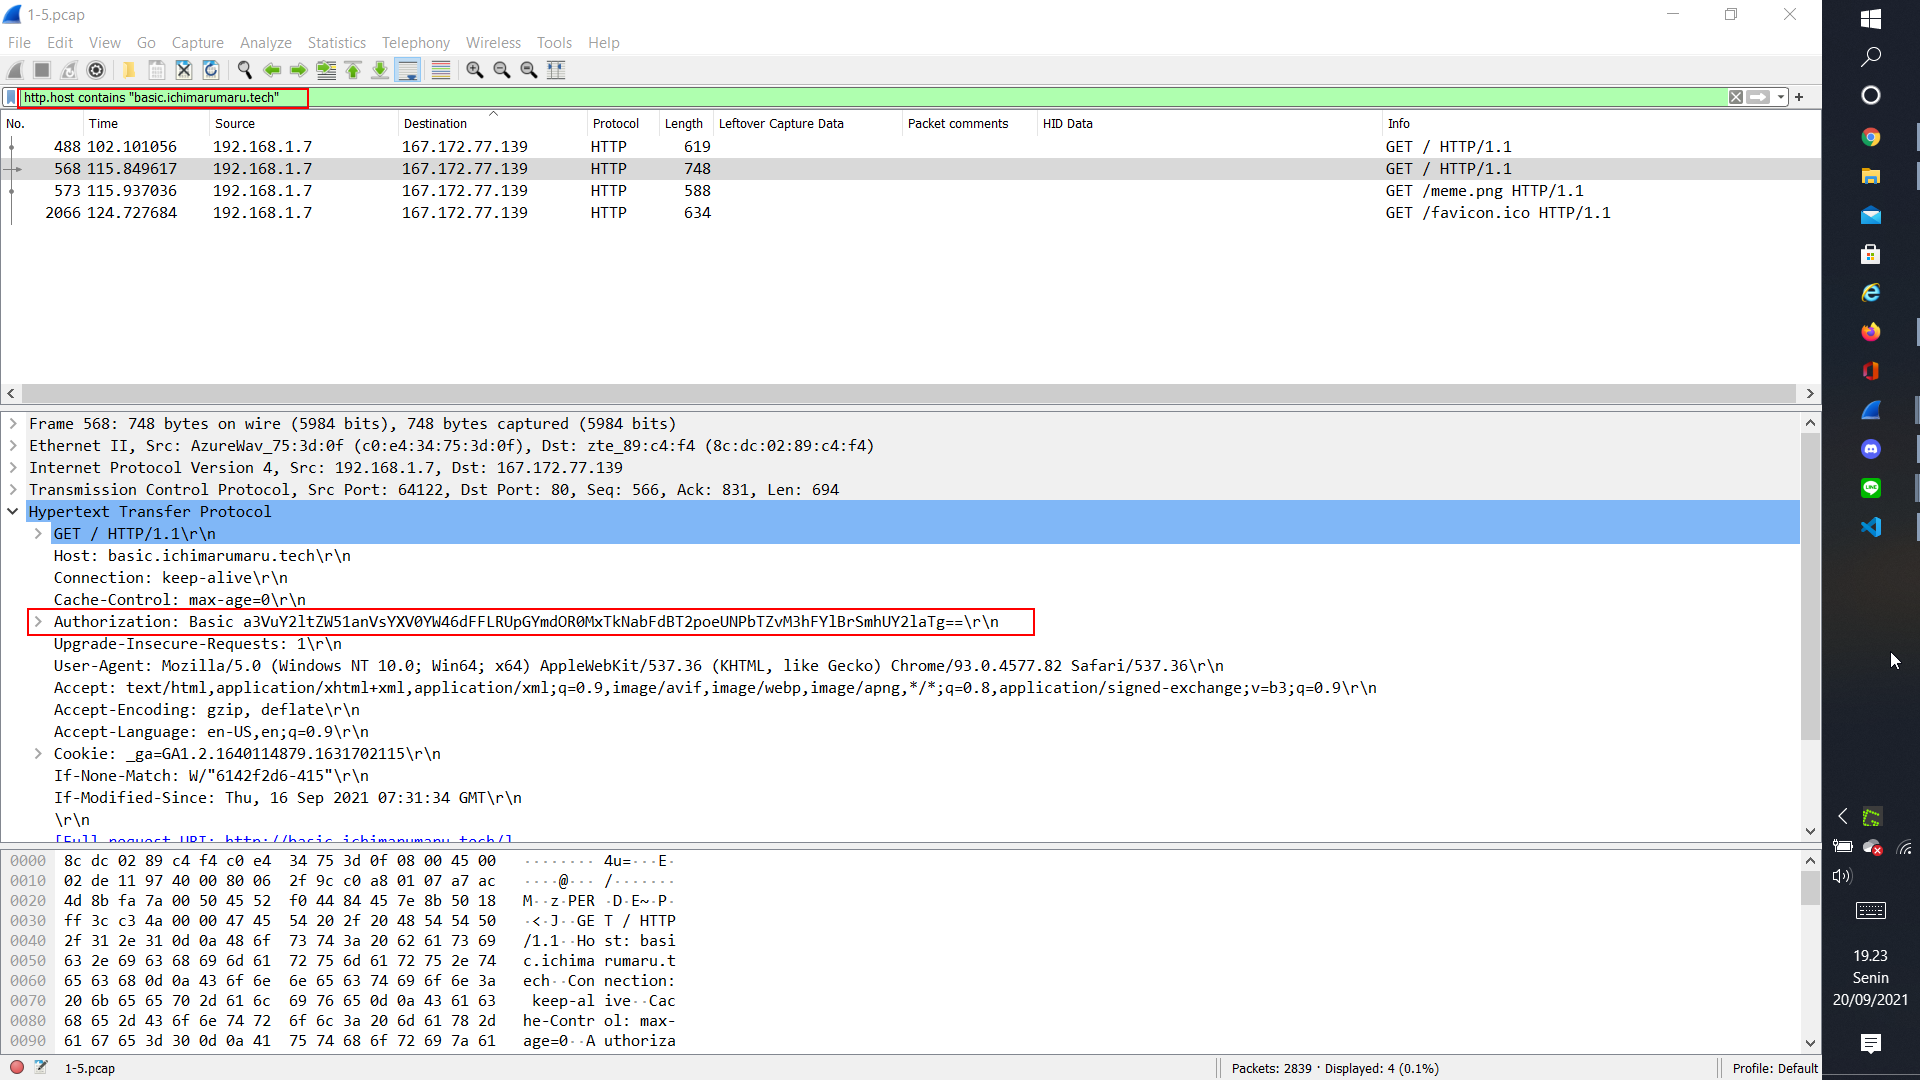 1-5.pcap
File Edit View Go Capture Analyze Statistics Telephony Wireless Tools Help
http.host contains "basic.ichimarumaru.tech"
No. Time Source Destination Protocol Length Leftover Capture Data Packet comments HID Data Info
488 102.101056 192.168.1.7 167.172.77.139 HTTP 619 GET / HTTP/1.1
568 115.849617 192.168.1.7 167.172.77.139 HTTP 748 GET / HTTP/1.1
573 115.937036 192.168.1.7 167.172.77.139 HTTP 588 GET /meme.png HTTP/1.1
2066 124.727684 192.168.1.7 167.172.77.139 HTTP 634 GET /favicon.ico HTTP/1.1
Frame 568: 748 bytes on wire (5984 bits), 748 bytes captured (5984 bits)
Ethernet II, Src: AzureWav_75:3d:0f (c0:e4:34:75:3d:0f), Dst: zte_89:c4:f4 (8c:dc:02:89:c4:f4)
Internet Protocol Version 4, Src: 192.168.1.7, Dst: 167.172.77.139
Transmission Control Protocol, Src Port: 64122, Dst Port: 80, Seq: 566, Ack: 831, Len: 694
Hypertext Transfer Protocol
GET / HTTP/1.1\r\n
Host: basic.ichimarumaru.tech\r\n
Connection: keep-alive\r\n
Cache-Control: max-age=0\r\n
Authorization: Basic a3VuY2ltZW51anVsYXV0YW46dFFLRUpGYmdOR0MxTkNabFdBT2poeUNPbTZvM3hFYlBrSmhUY2laTg==\r\n
Upgrade-Insecure-Requests: 1\r\n
User-Agent: Mozilla/5.0 (Windows NT 10.0; Win64; x64) AppleWebKit/537.36 (KHTML, like Gecko) Chrome/93.0.4577.82 Safari/537.36\r\n
Accept: text/html,application/xhtml+xml,application/xml;q=0.9,image/avif,image/webp,image/apng,*/*;q=0.8,application/signed-exchange;v=b3;q=0.9\r\n
Accept-Encoding: gzip, deflate\r\n
Accept-Language: en-US,en;q=0.9\r\n
Cookie: _ga=GA1.2.1640114879.1631702115\r\n
If-None-Match: W/"6142f2d6-415"\r\n
If-Modified-Since: Thu, 16 Sep 2021 07:31:34 GMT\r\n
\r\n
[Full request URI: http://basic.ichimarumaru.tech/]
0000 8c dc 02 89 c4 f4 c0 e4 34 75 3d 0f 08 00 45 00 ········ 4u=···E·
0010 02 de 11 97 40 00 80 06 2f 9c c0 a8 01 07 a7 ac ····@··· /·······
0020 4d 8b fa 7a 00 50 45 52 f0 44 84 45 7e 8b 50 18 M··z·PER ·D·E~·P·
0030 ff 3c c3 4a 00 00 47 45 54 20 2f 20 48 54 54 50 ·<·J··GE T / HTTP
0040 2f 31 2e 31 0d 0a 48 6f 73 74 3a 20 62 61 73 69 /1.1··Ho st: basi
0050 63 2e 69 63 68 69 6d 61 72 75 6d 61 72 75 2e 74 c.ichima rumaru.t
0060 65 63 68 0d 0a 43 6f 6e 6e 65 63 74 69 6f 6e 3a ech··Con nection:
0070 20 6b 65 65 70 2d 61 6c 69 76 65 0d 0a 43 61 63 keep-al ive··Cac
0080 68 65 2d 43 6f 6e 74 72 6f 6c 3a 20 6d 61 78 2d he-Contr ol: max-
0090 61 67 65 3d 30 0d 0a 41 75 74 68 6f 72 69 7a 61 age=0··A uthoriza
1-5.pcap Packets: 2839 · Displayed: 4 (0.1%) Profile: Default
19.23
Senin
20/09/2021